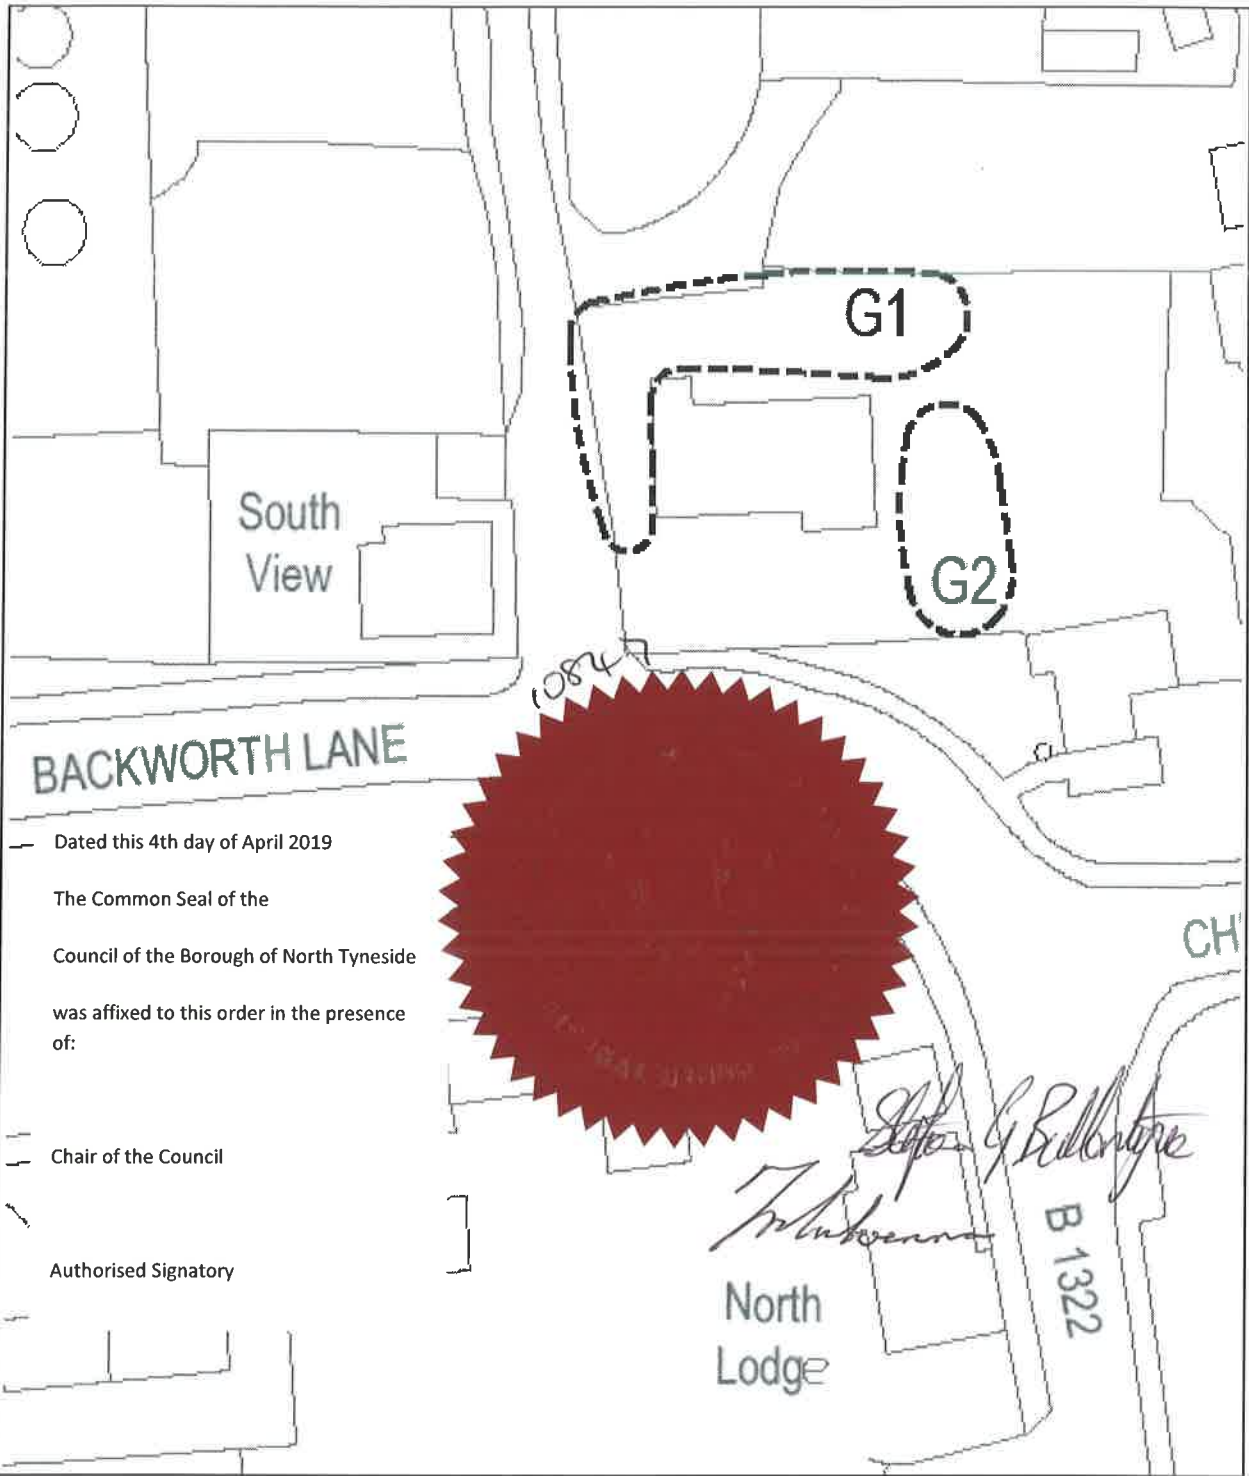 G1
South
View
G2
10847
BACKWORTH LANE
Dated this 4th day of April 2019
The Common Seal of the
Council of the Borough of North Tyneside
was affixed to this order in the presence
of:
CH
Chair of the Council
Authorised Signatory
B 1322
North
Lodge